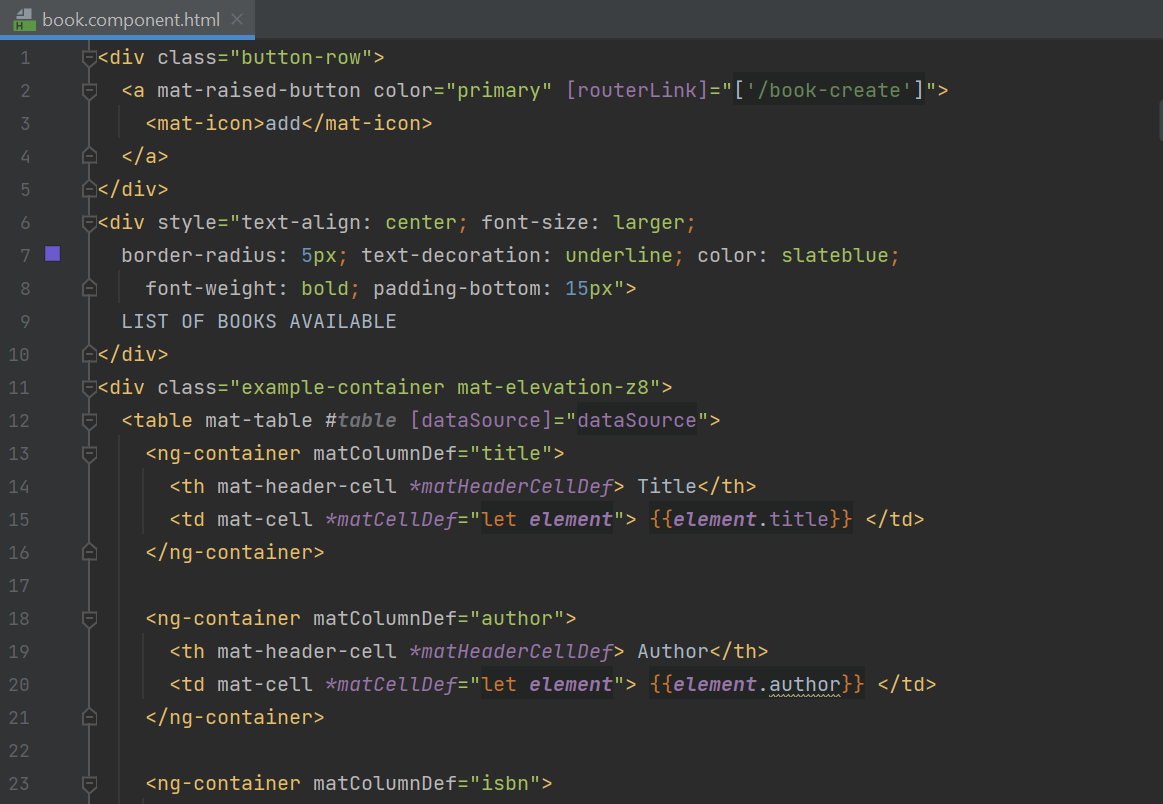 book.component.html
1 <div class="button-row">
2   <a mat-raised-button color="primary" [routerLink]="['/book-create']">
3     <mat-icon>add</mat-icon>
4   </a>
5 </div>
6 <div style="text-align: center; font-size: larger;
7   border-radius: 5px; text-decoration: underline; color: slateblue;
8     font-weight: bold; padding-bottom: 15px">
9   LIST OF BOOKS AVAILABLE
10 </div>
11 <div class="example-container mat-elevation-z8">
12   <table mat-table #table [dataSource]="dataSource">
13     <ng-container matColumnDef="title">
14       <th mat-header-cell *matHeaderCellDef> Title</th>
15       <td mat-cell *matCellDef="let element"> {{element.title}} </td>
16     </ng-container>
17
18     <ng-container matColumnDef="author">
19       <th mat-header-cell *matHeaderCellDef> Author</th>
20       <td mat-cell *matCellDef="let element"> {{element.author}} </td>
21     </ng-container>
22
23     <ng-container matColumnDef="isbn">